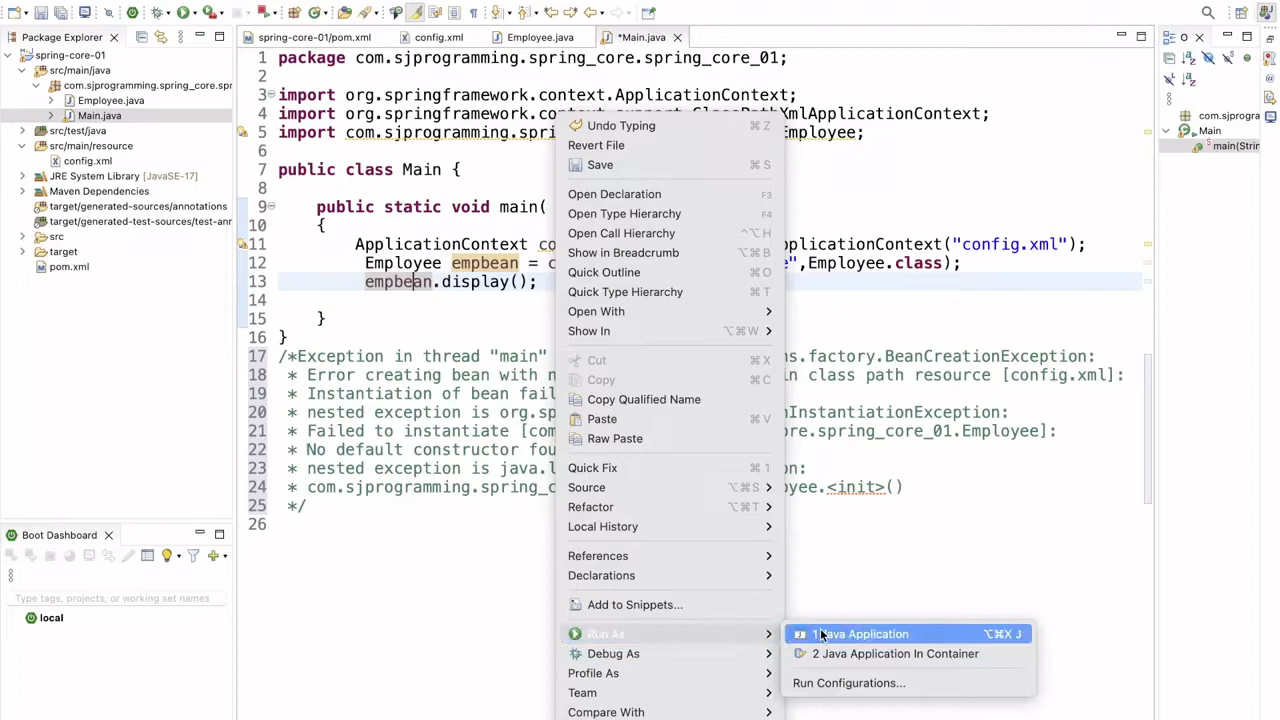 Package Explorer
spring-core-01
src/main/java
com.sjprogramming.spring_core.spr
Employee.java
Main.java
src/test/java
src/main/resource
config.xml
JRE System Library [JavaSE-17]
Maven Dependencies
target/generated-sources/annotations
target/generated-test-sources/test-anr
src
target
pom.xml
Boot Dashboard
Type tags, projects, or working set names
local
spring-core-01/pom.xml
config.xml
Employee.java
*Main.java
1 package com.sjprogramming.spring_core.spring_core_01;
2
3 import org.springframework.context.ApplicationContext;
4 import org.springframework.context.support.ClassPathXmlApplicationContext;
5 import com.sjprogramming.spri Employee;
6
7 public class Main {
8
9 public static void main(
10 {
11 ApplicationContext co pplicationContext("config.xml");
12 Employee empbean = c e",Employee.class);
13 empbean.display();
14
15 }
16 }
17 /*Exception in thread "main" ns.factory.BeanCreationException:
18 * Error creating bean with n in class path resource [config.xml]:
19 * Instantiation of bean fail
20 * nested exception is org.sp nInstantiationException:
21 * Failed to instantiate [com ore.spring_core_01.Employee]:
22 * No default constructor fou
23 * nested exception is java.l on:
24 * com.sjprogramming.spring_c oyee.<init>()
25 */
26
Undo Typing ⌘ Z
Revert File
Save ⌘ S
Open Declaration F3
Open Type Hierarchy F4
Open Call Hierarchy ^⌥ H
Show in Breadcrumb ⌥⌘ B
Quick Outline ⌘ O
Quick Type Hierarchy ⌘ T
Open With
Show In ⌥⌘ W
Cut ⌘ X
Copy ⌘ C
Copy Qualified Name
Paste ⌘ V
Raw Paste
Quick Fix ⌘ 1
Source ⌥⌘ S
Refactor ⌥⌘ T
Local History
References
Declarations
Add to Snippets...
Run As
Debug As
Profile As
Team
Compare With
1 Java Application ⌥⌘X J
2 Java Application In Container
Run Configurations...
O
com.sjprogra
Main
main(Strin